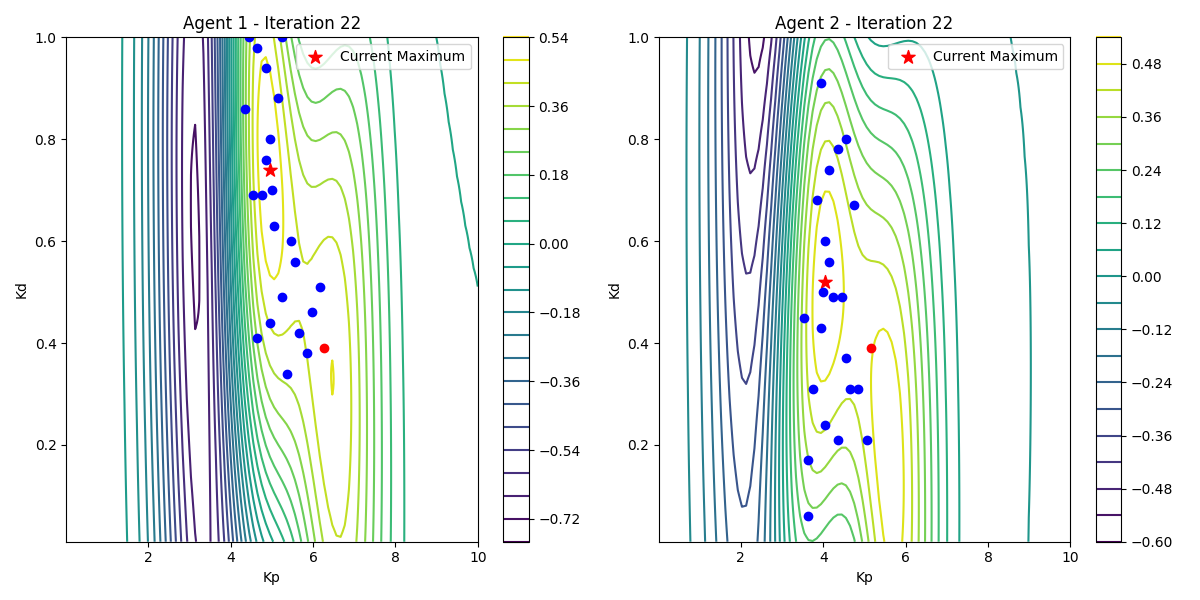 Agent 1 - Iteration 22
Current Maximum
Kd
1.0
0.8
0.6
0.4
0.2
2 4 6 8 10
Kp
0.54
0.36
0.18
0.00
−0.18
−0.36
−0.54
−0.72
Agent 2 - Iteration 22
Current Maximum
Kd
1.0
0.8
0.6
0.4
0.2
2 4 6 8 10
Kp
0.48
0.36
0.24
0.12
0.00
−0.12
−0.24
−0.36
−0.48
−0.60